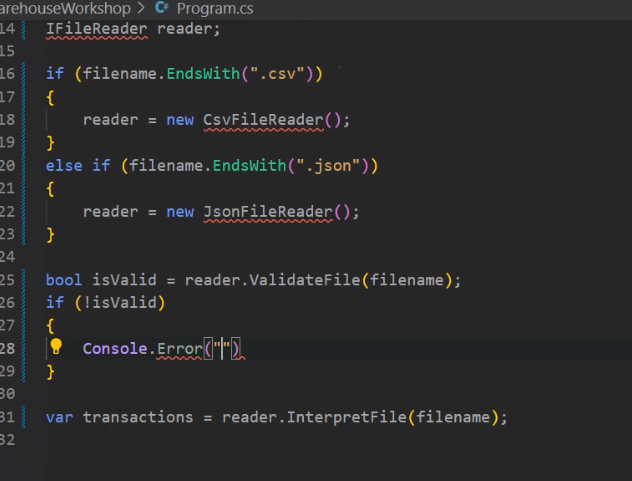 arehouseWorkshop > C# Program.cs
14 IFileReader reader;
15
16 if (filename.EndsWith(".csv"))
17 {
18 reader = new CsvFileReader();
19 }
20 else if (filename.EndsWith(".json"))
21 {
22 reader = new JsonFileReader();
23 }
24
25 bool isValid = reader.ValidateFile(filename);
26 if (!isValid)
27 {
28 Console.Error("")
29 }
30
31 var transactions = reader.InterpretFile(filename);
32